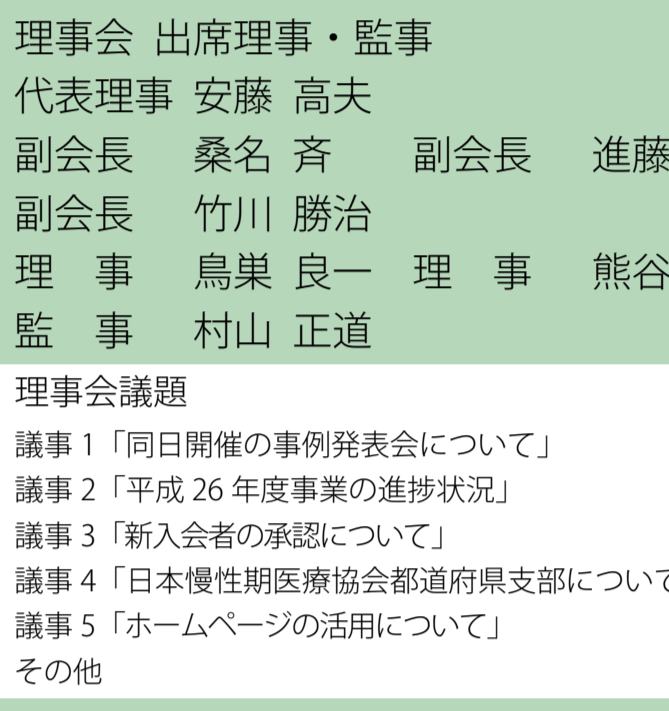 理事会 出席理事・監事
代表理事 安藤 高夫
副会長 桑名 斉 副会長 進藤
副会長 竹川 勝治
理 事 鳥巣 良一 理 事 熊谷
監 事 村山 正道
理事会議題
議事 1「同日開催の事例発表会について」
議事 2「平成 26 年度事業の進捗状況」
議事 3「新入会者の承認について」
議事 4「日本慢性期医療協会都道府県支部について
議事 5「ホームページの活用について」
その他